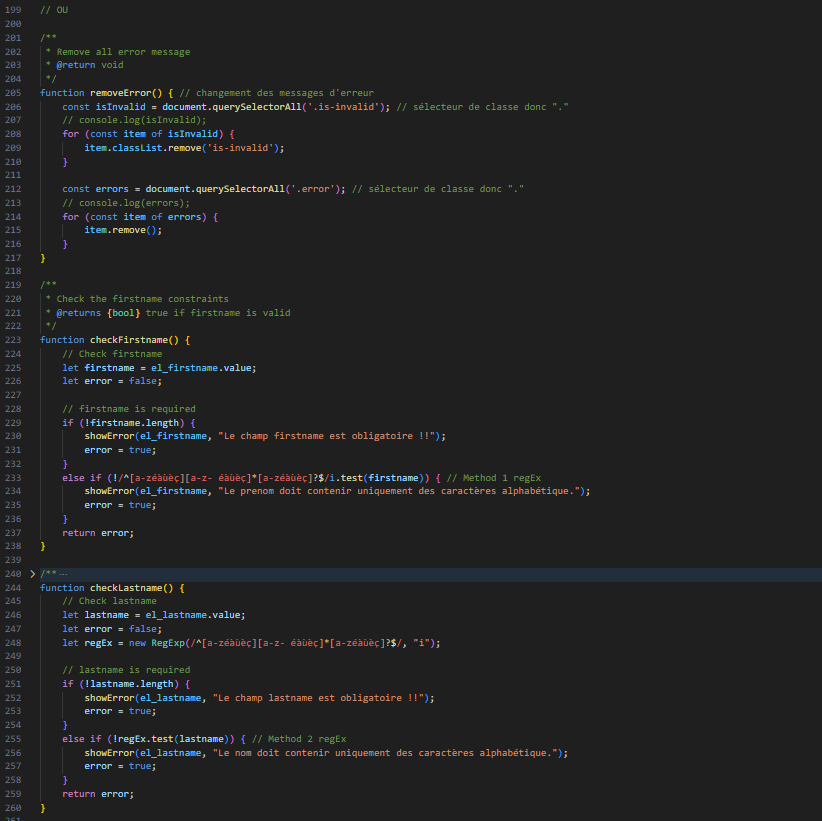 199 // OU
200
201 /**
202  * Remove all error message
203  * @return void
204  */
205 function removeError() { // changement des messages d'erreur
206     const isInvalid = document.querySelectorAll('.is-invalid'); // sélecteur de classe donc "."
207     // console.log(isInvalid);
208     for (const item of isInvalid) {
209         item.classList.remove('is-invalid');
210     }
211
212     const errors = document.querySelectorAll('.error'); // sélecteur de classe donc "."
213     // console.log(errors);
214     for (const item of errors) {
215         item.remove();
216     }
217 }
218
219 /**
220  * Check the firstname constraints
221  * @returns {bool} true if firstname is valid
222  */
223 function checkFirstname() {
224     // Check firstname
225     let firstname = el_firstname.value;
226     let error = false;
227
228     // firstname is required
229     if (!firstname.length) {
230         showError(el_firstname, "Le champ firstname est obligatoire !!");
231         error = true;
232     }
233     else if (!/^[a-zéàùèç][a-z- éàùèç]*[a-zéàùèç]?$/i.test(firstname)) { // Method 1 regEx
234         showError(el_firstname, "Le prenom doit contenir uniquement des caractères alphabétique.");
235         error = true;
236     }
237     return error;
238 }
239
240 > /** ···
244 function checkLastname() {
245     // Check lastname
246     let lastname = el_lastname.value;
247     let error = false;
248     let regEx = new RegExp(/^[a-zéàùèç][a-z- éàùèç]*[a-zéàùèç]?$/, "i");
249
250     // lastname is required
251     if (!lastname.length) {
252         showError(el_lastname, "Le champ lastname est obligatoire !!");
253         error = true;
254     }
255     else if (!regEx.test(lastname)) { // Method 2 regEx
256         showError(el_lastname, "Le nom doit contenir uniquement des caractères alphabétique.");
257         error = true;
258     }
259     return error;
260 }
261